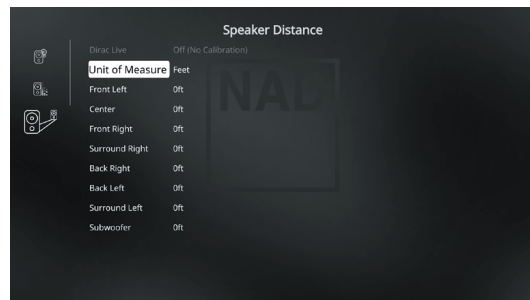 Speaker Distance
Dirac Live Off (No Calibration)
Unit of Measure Feet
Front Left 0ft
Center 0ft
Front Right 0ft
Surround Right 0ft
Back Right 0ft
Back Left 0ft
Surround Left 0ft
Subwoofer 0ft
NAD